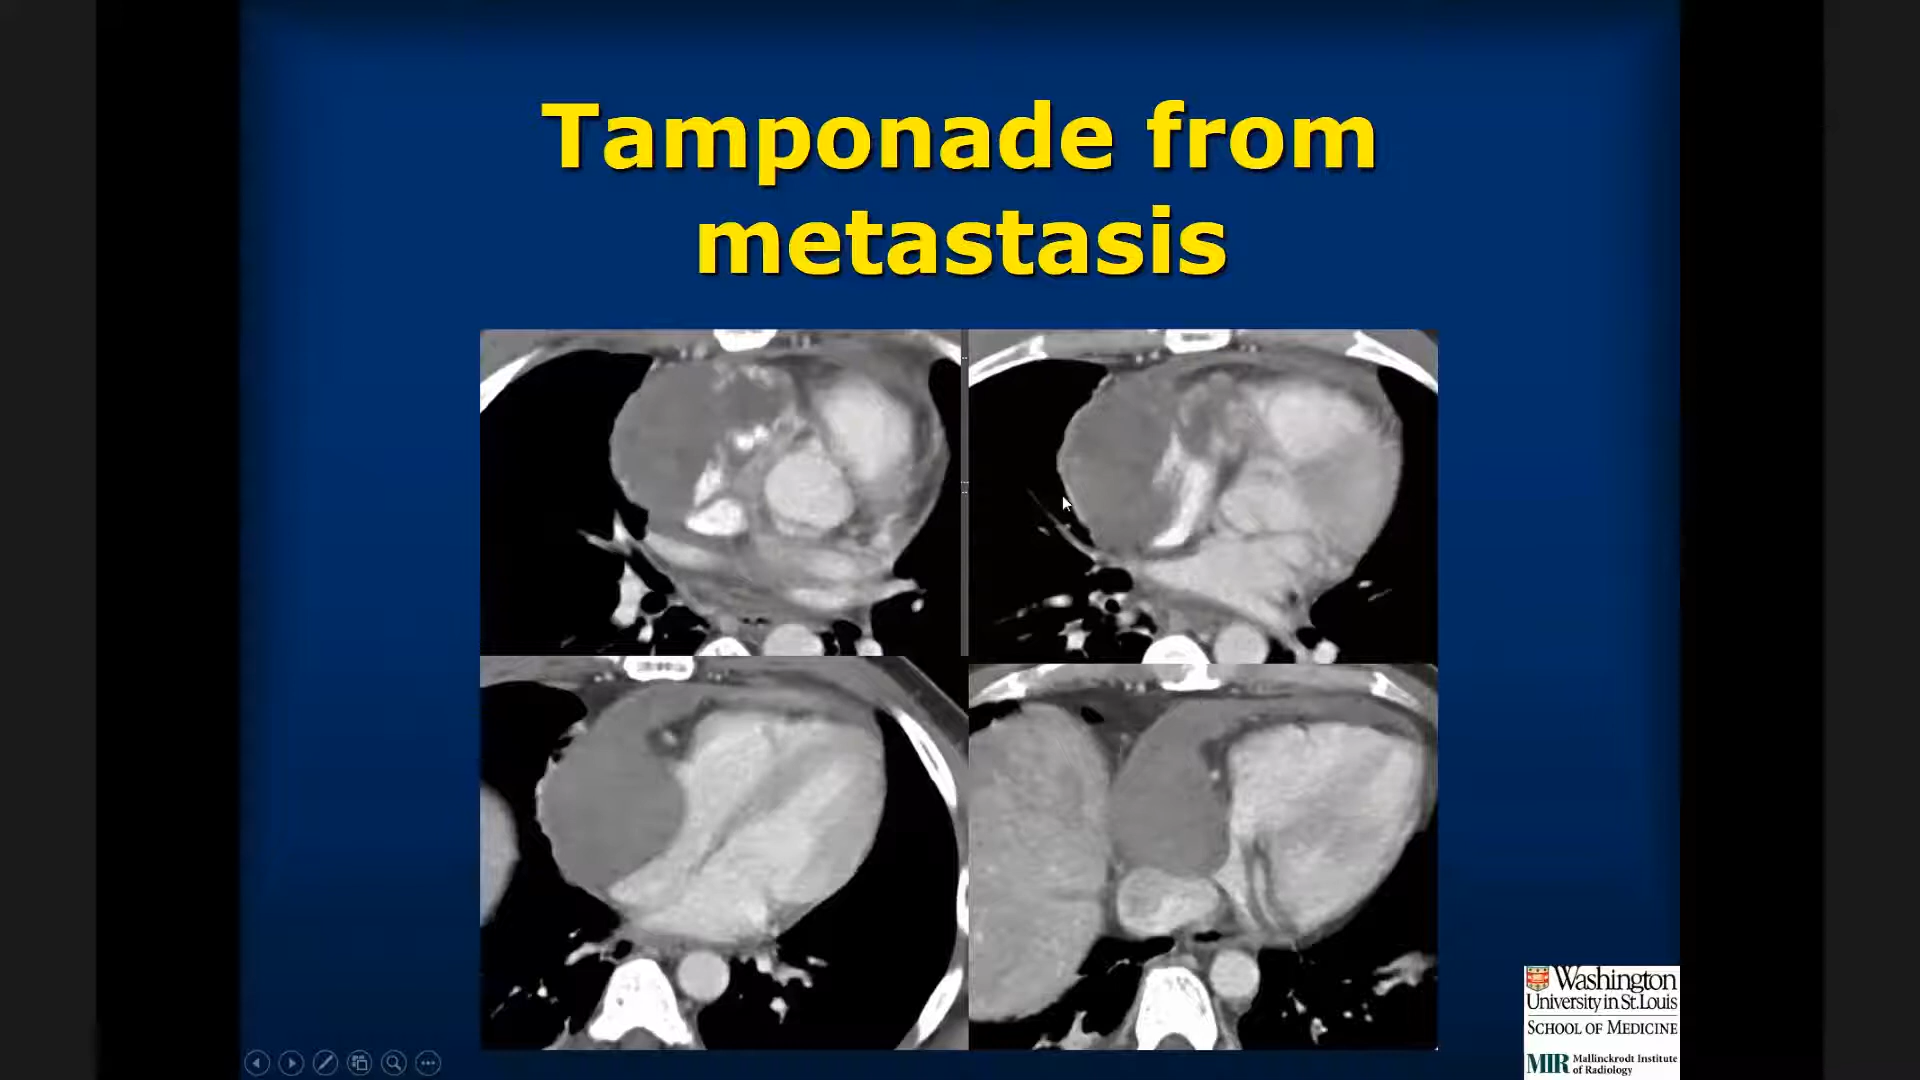 Tamponade from
metastasis
Washington
University in St. Louis
SCHOOL OF MEDICINE
MIR Mallinckrodt Institute
of Radiology